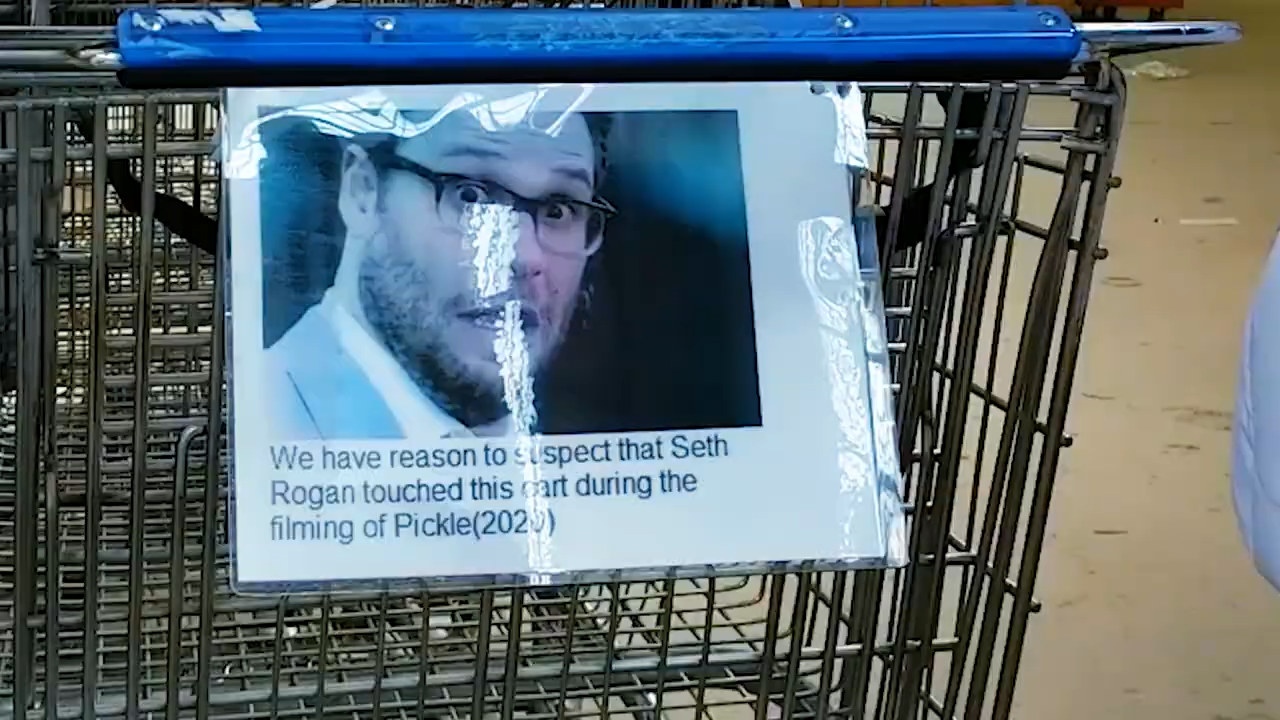 We have reason to suspect that Seth
Rogan touched this cart during the
filming of Pickle(2020)